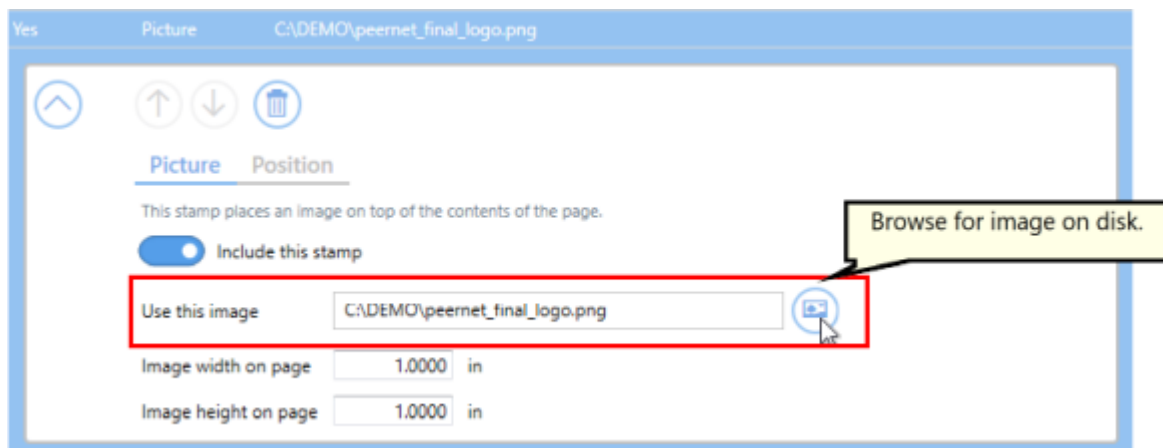 Yes Picture C:\DEMO\peernet_final_logo.png
Picture Position
This stamp places an image on top of the contents of the page.
Browse for image on disk.
Include this stamp
Use this image C:\DEMO\peernet_final_logo.png
Image width on page 1.0000 in
Image height on page 1.0000 in